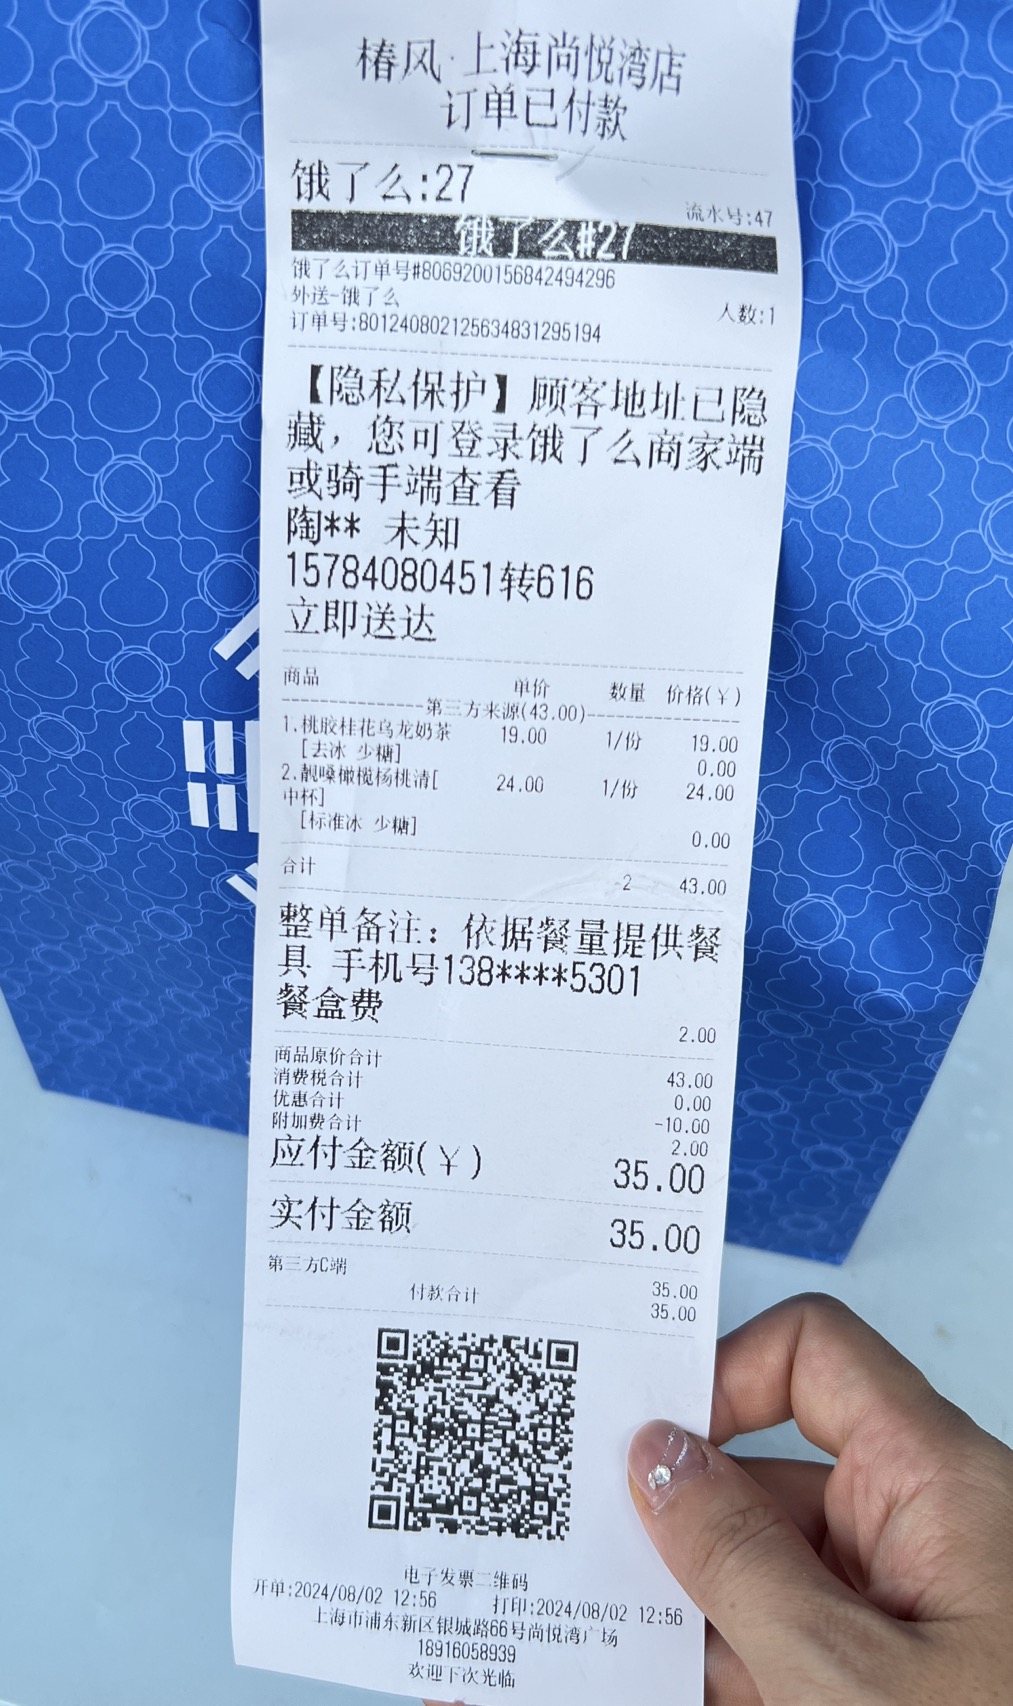 椿风·上海尚悦湾店
订单已付款
饿了么:27
流水号:47
饿了么#27
饿了么订单号#8069200156842494296
外送-饿了么 人数:1
订单号:801240802125634831295194
【隐私保护】顾客地址已隐
藏，您可登录饿了么商家端
或骑手端查看
陶** 未知
15784080451转616
立即送达
商品 单价 数量 价格(￥)
第三方来源(43.00)
1.桃胶桂花乌龙奶茶 19.00 1/份 19.00
[去冰 少糖] 0.00
2.靓嗓橄榄杨桃清[ 24.00 1/份 24.00
中杯]
[标准冰 少糖] 0.00
合计 2 43.00
整单备注：依据餐量提供餐
具 手机号138****5301
餐盒费 2.00
商品原价合计 43.00
消费税合计 0.00
优惠合计 -10.00
附加费合计 2.00
应付金额(￥) 35.00
实付金额 35.00
第三方C端 35.00
付款合计 35.00
电子发票二维码
开单:2024/08/02 12:56 打印:2024/08/02 12:56
上海市浦东新区银城路66号尚悦湾广场
18916058939
欢迎下次光临